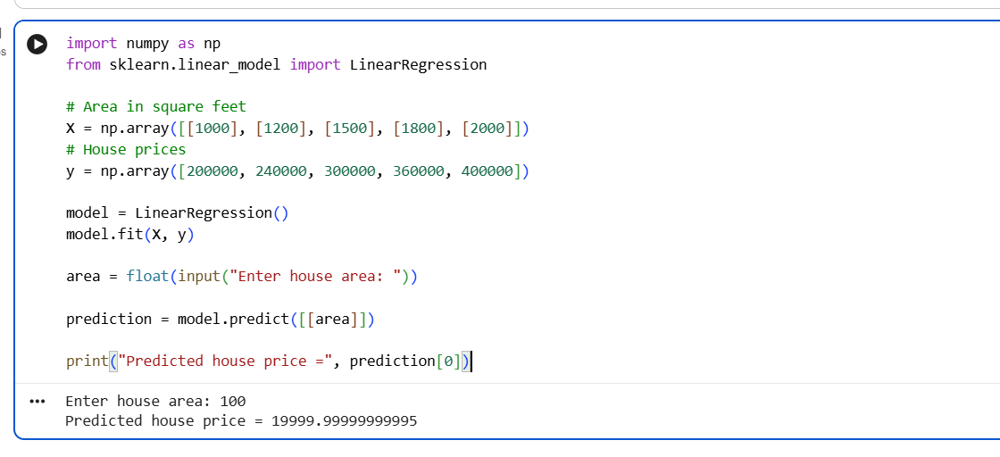 import numpy as np
from sklearn.linear_model import LinearRegression
# Area in square feet
X = np.array([[1000], [1200], [1500], [1800], [2000]])
# House prices
y = np.array([200000, 240000, 300000, 360000, 400000])
model = LinearRegression()
model.fit(X, y)
area = float(input("Enter house area: "))
prediction = model.predict([[area]])
print("Predicted house price =", prediction[0])
Enter house area: 100
Predicted house price = 19999.99999999995